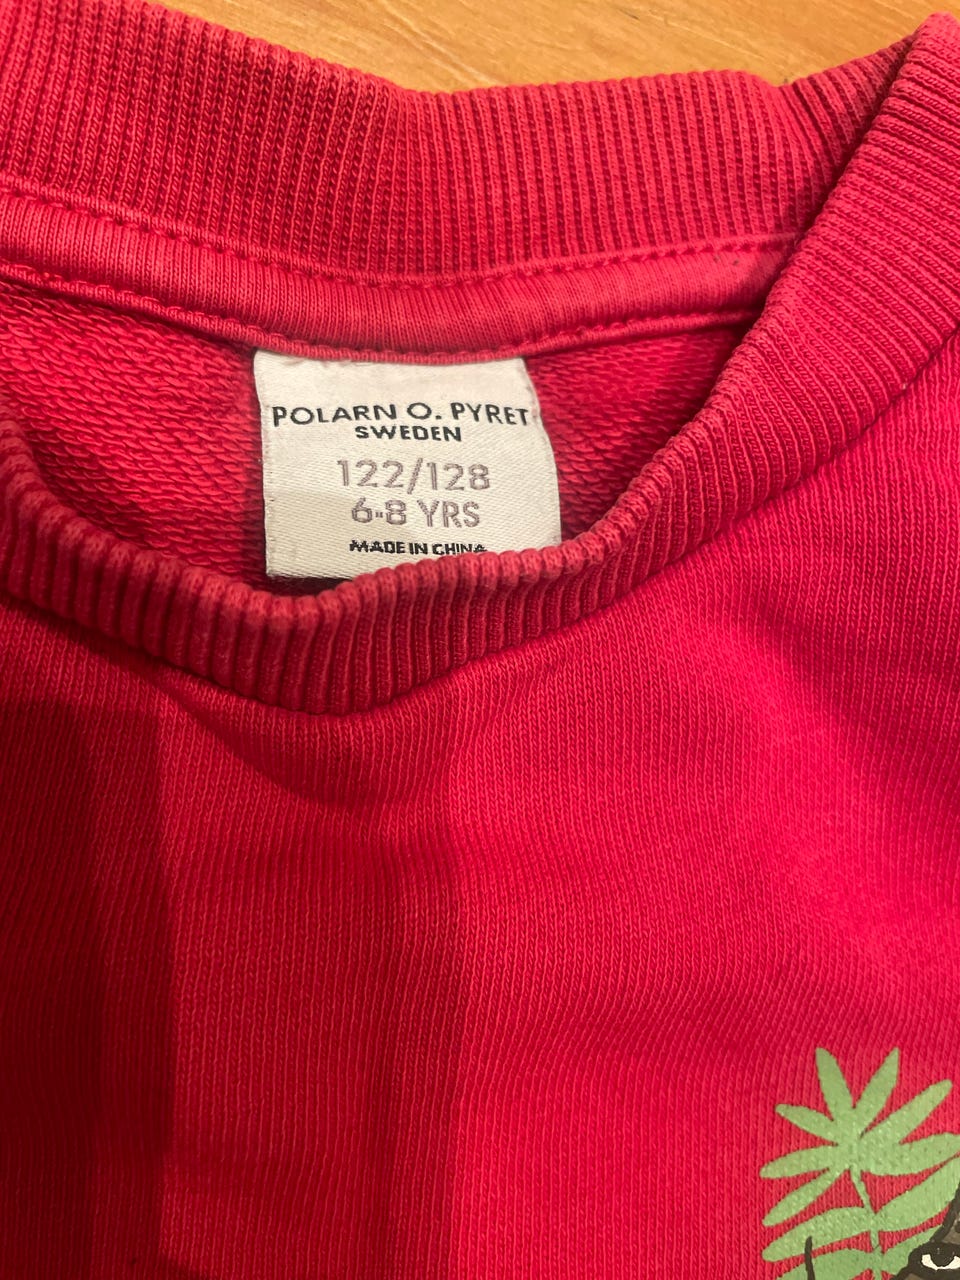 POLARN O. PYRET
SWEDEN
122/128
6-8 YRS
MADE IN CHINA